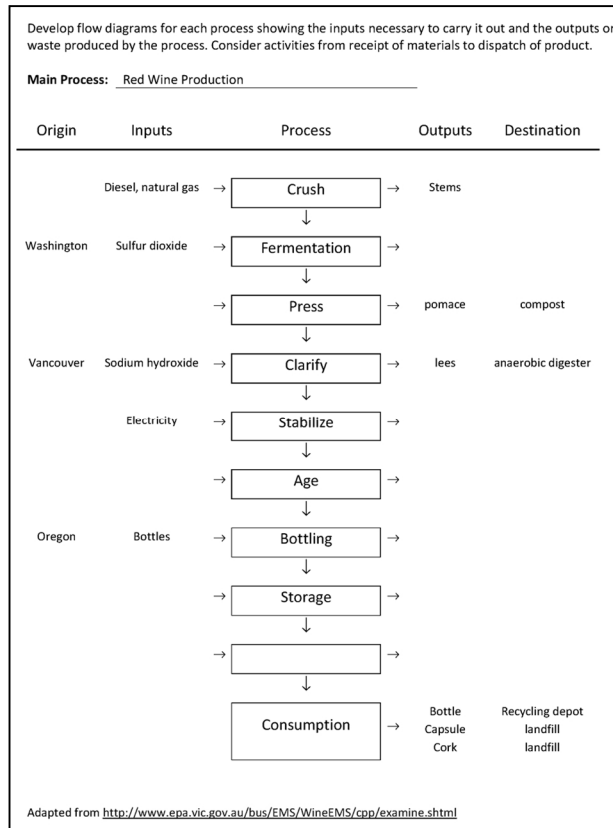 Develop flow diagrams for each process showing the inputs necessary to carry it out and the outputs or
waste produced by the process. Consider activities from receipt of materials to dispatch of product.
Main Process: Red Wine Production
Origin Inputs Process Outputs Destination
Diesel, natural gas → Crush → Stems
↓
Washington Sulfur dioxide → Fermentation →
↓
→ Press → pomace compost
↓
Vancouver Sodium hydroxide → Clarify → lees anaerobic digester
↓
Electricity → Stabilize →
↓
→ Age →
↓
Oregon Bottles → Bottling →
↓
→ Storage →
↓
→ →
↓
Consumption → Bottle Recycling depot
Capsule landfill
Cork landfill
Adapted from http://www.epa.vic.gov.au/bus/EMS/WineEMS/cpp/examine.shtml